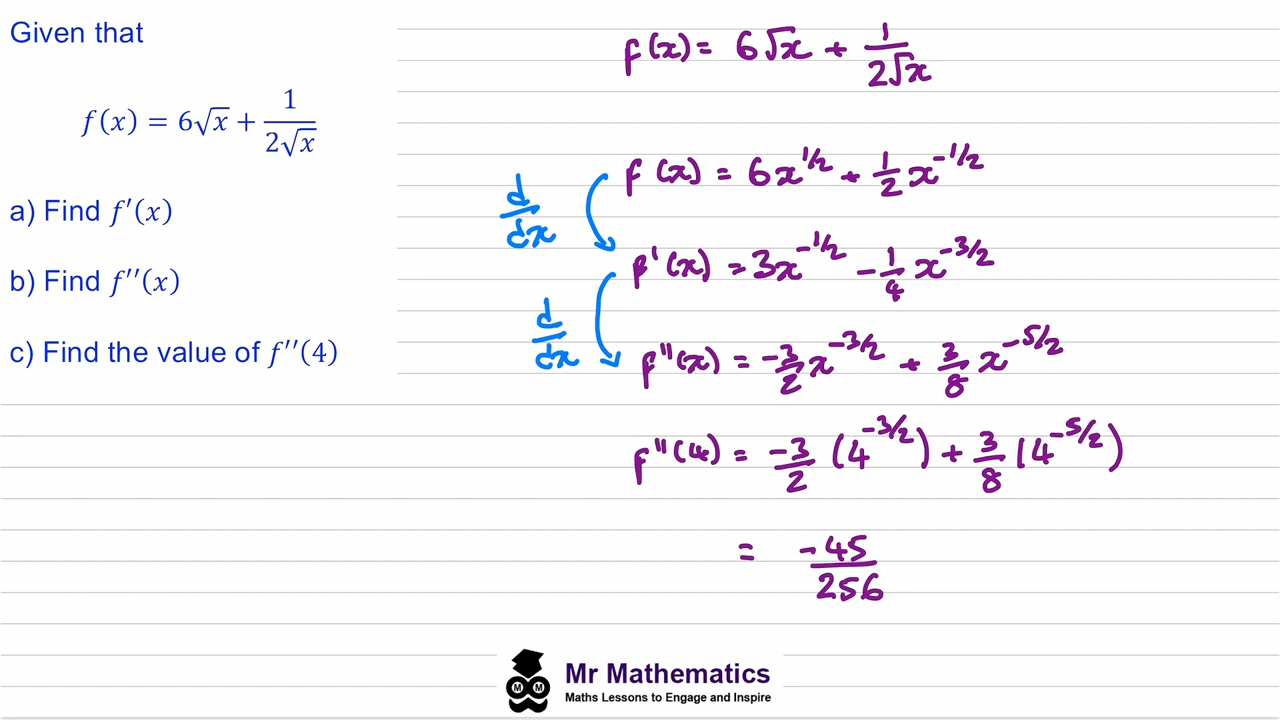 Given that
f(x) = 6√x + 1/(2√x)
a) Find f′(x)
b) Find f′′(x)
c) Find the value of f′′(4)
f(x) = 6√x + 1/(2√x)
f(x) = 6x^(1/2) + 1/2 x^(-1/2)
d/dx
f'(x) = 3x^(-1/2) - 1/4 x^(-3/2)
d/dx
f''(x) = -3/2 x^(-3/2) + 3/8 x^(-5/2)
f''(4) = -3/2 (4^(-3/2)) + 3/8 (4^(-5/2))
= -45/256
M M
Mr Mathematics
Maths Lessons to Engage and Inspire